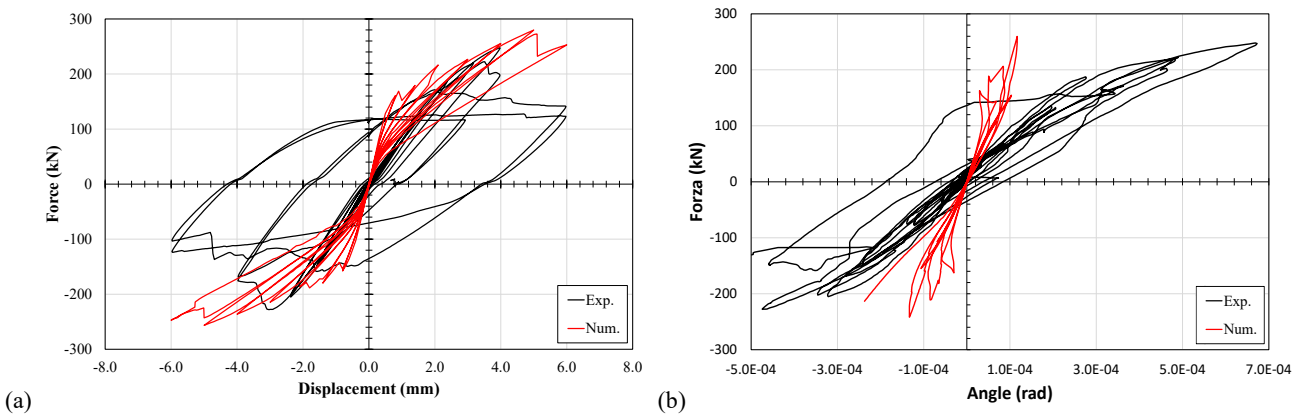 300
200
100
0
-100
-200
-300
Force (kN)
-8.0 -6.0 -4.0 -2.0 0.0 2.0 4.0 6.0 8.0
Displacement (mm)
Exp.
Num.
(a)
300
200
100
0
-100
-200
-300
Forza (kN)
-5.0E-04 -3.0E-04 -1.0E-04 1.0E-04 3.0E-04 5.0E-04 7.0E-04
Angle (rad)
Exp.
Num.
(b)